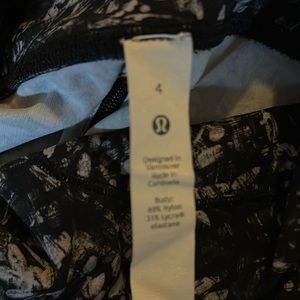 4
Designed in
Vancouver
Made in
Cambodia
Body:
69% Nylon
31% Lycra®
elastane